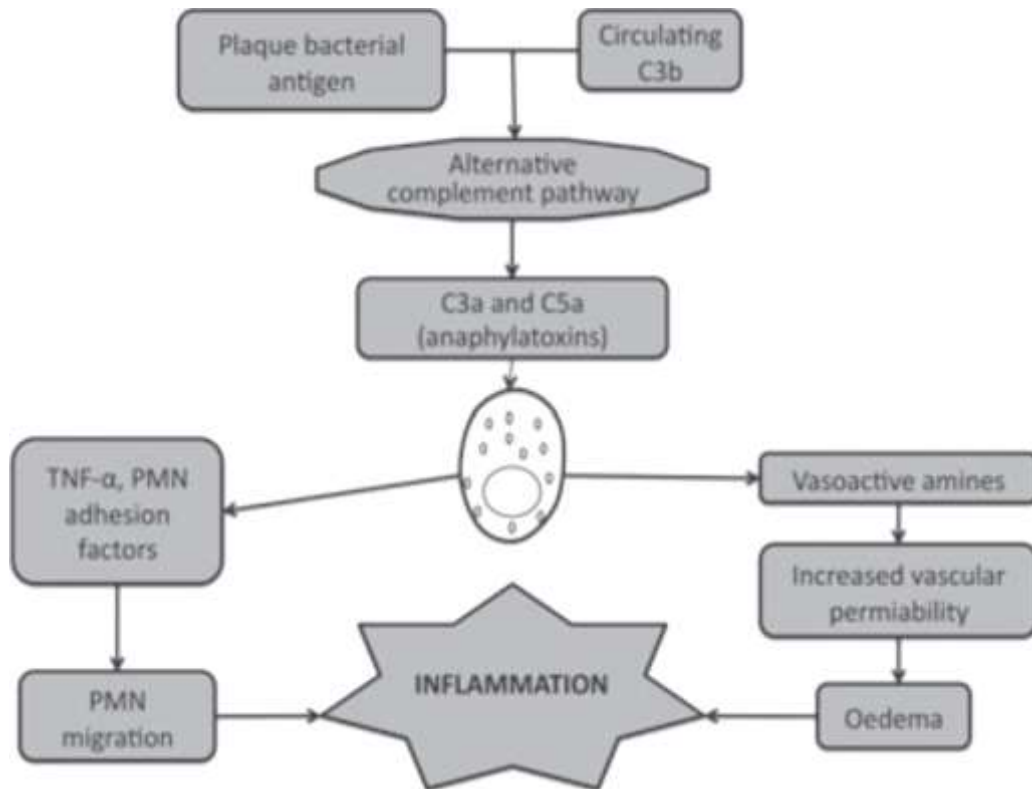 Plaque bacterial
antigen
Circulating
C3b
Alternative
complement pathway
C3a and C5a
(anaphylatoxins)
TNF-α, PMN
adhesion
factors
Vasoactive amines
Increased vascular
permiability
PMN
migration
INFLAMMATION
Oedema